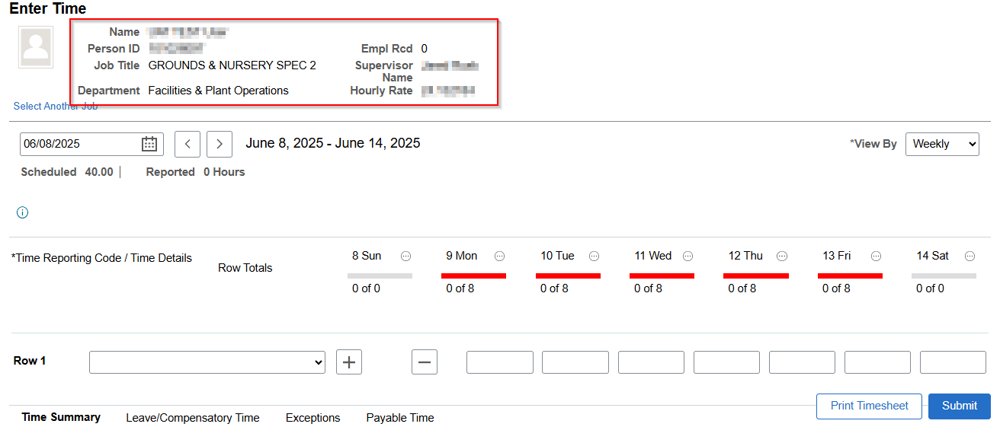 Enter Time
Name
Person ID
Empl Rcd 0
Job Title GROUNDS & NURSERY SPEC 2
Supervisor Name
Department Facilities & Plant Operations
Hourly Rate
Select Another Job
06/08/2025
June 8, 2025 - June 14, 2025
*View By Weekly
Scheduled 40.00 | Reported 0 Hours
*Time Reporting Code / Time Details
Row Totals
8 Sun 9 Mon 10 Tue 11 Wed 12 Thu 13 Fri 14 Sat
0 of 0 0 of 8 0 of 8 0 of 8 0 of 8 0 of 8 0 of 0
Row 1
Print Timesheet Submit
Time Summary Leave/Compensatory Time Exceptions Payable Time